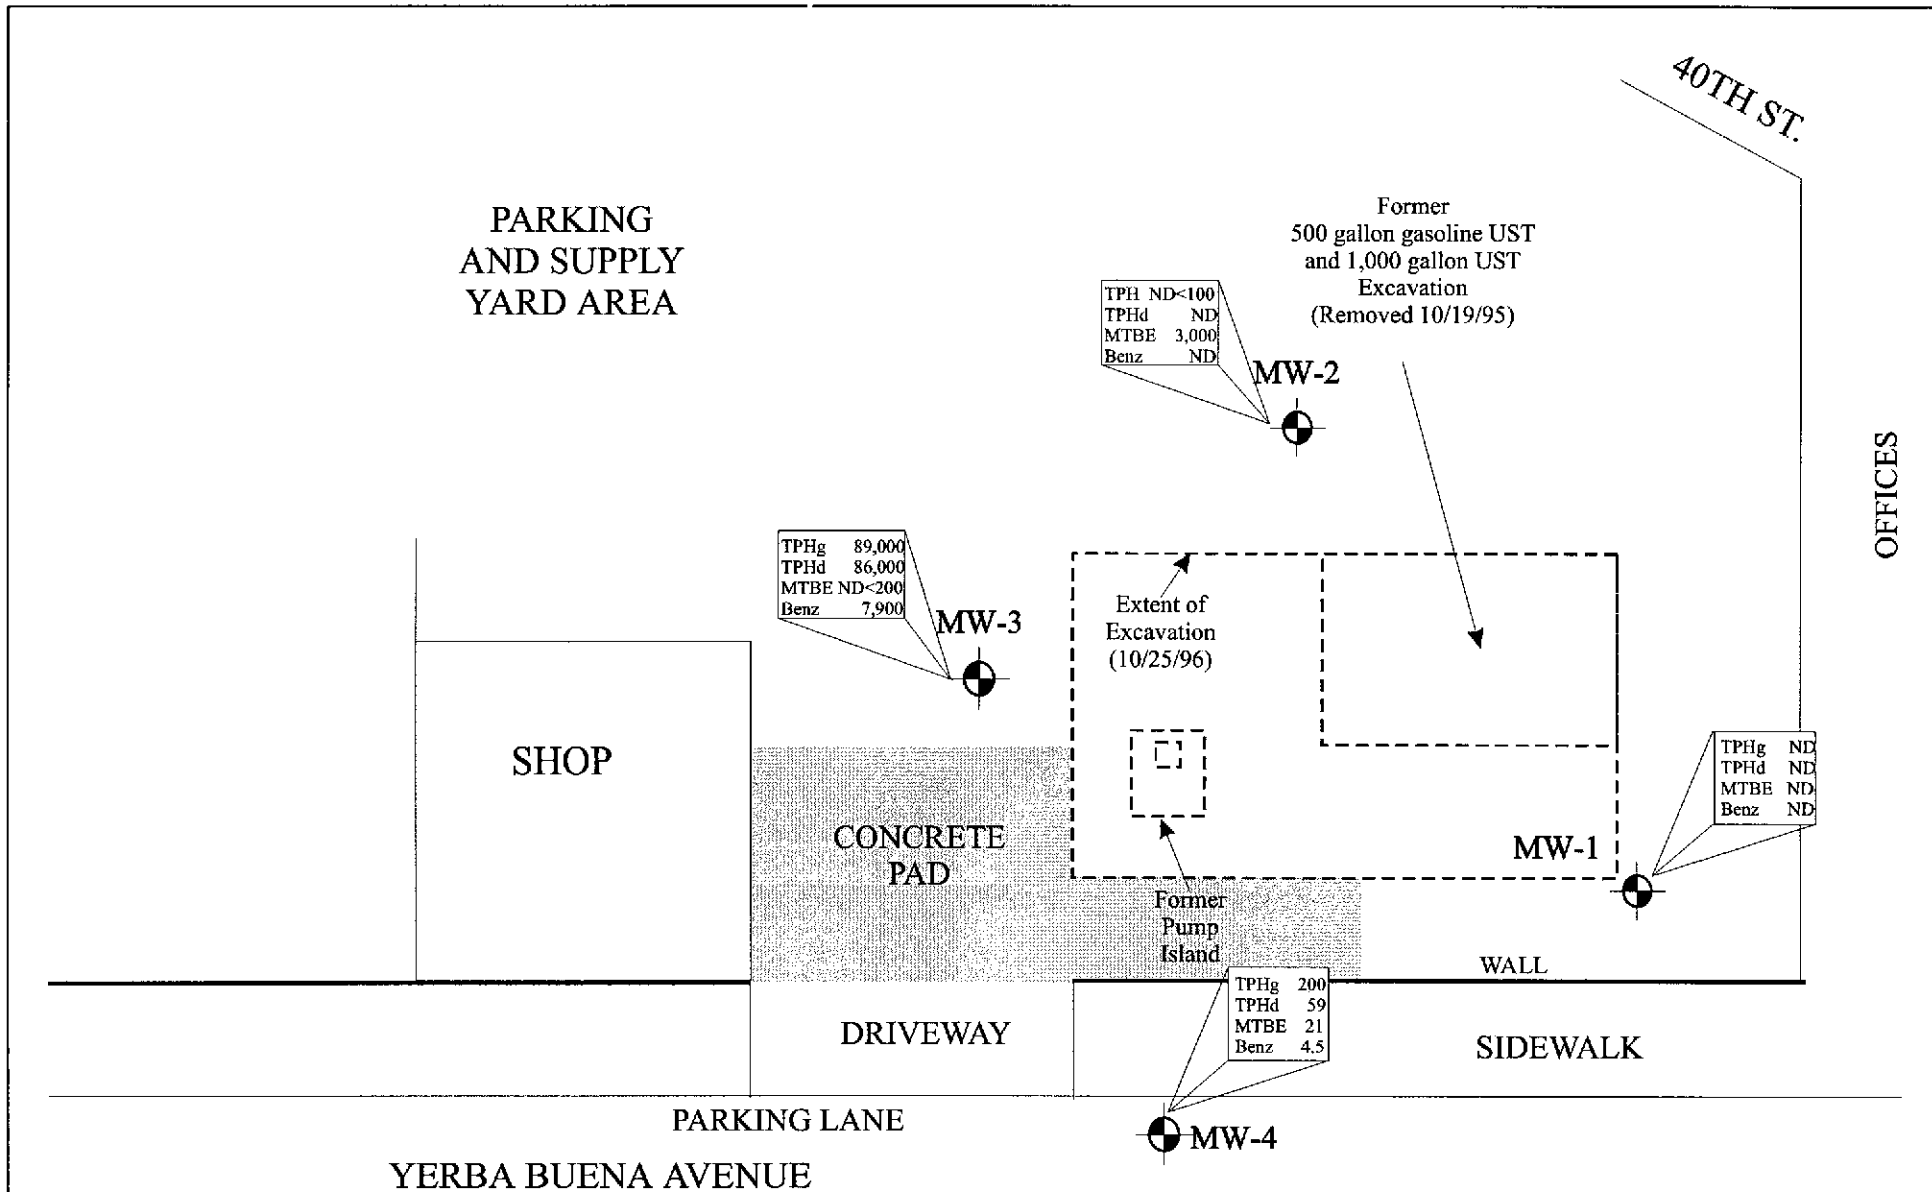 40TH ST.
PARKING
AND SUPPLY
YARD AREA
Former
500 gallon gasoline UST
and 1,000 gallon UST
Excavation
(Removed 10/19/95)
TPH ND<100
TPHd ND
MTBE 3,000
Benz ND
MW-2
OFFICES
TPHg 89,000
TPHd 86,000
MTBE ND<200
Benz 7,900
MW-3
Extent of
Excavation
(10/25/96)
SHOP
TPHg ND
TPHd ND
MTBE ND
Benz ND
CONCRETE
PAD
MW-1
Former
Pump
Island
WALL
TPHg 200
TPHd 59
MTBE 21
Benz 4.5
DRIVEWAY
SIDEWALK
PARKING LANE
MW-4
YERBA BUENA AVENUE